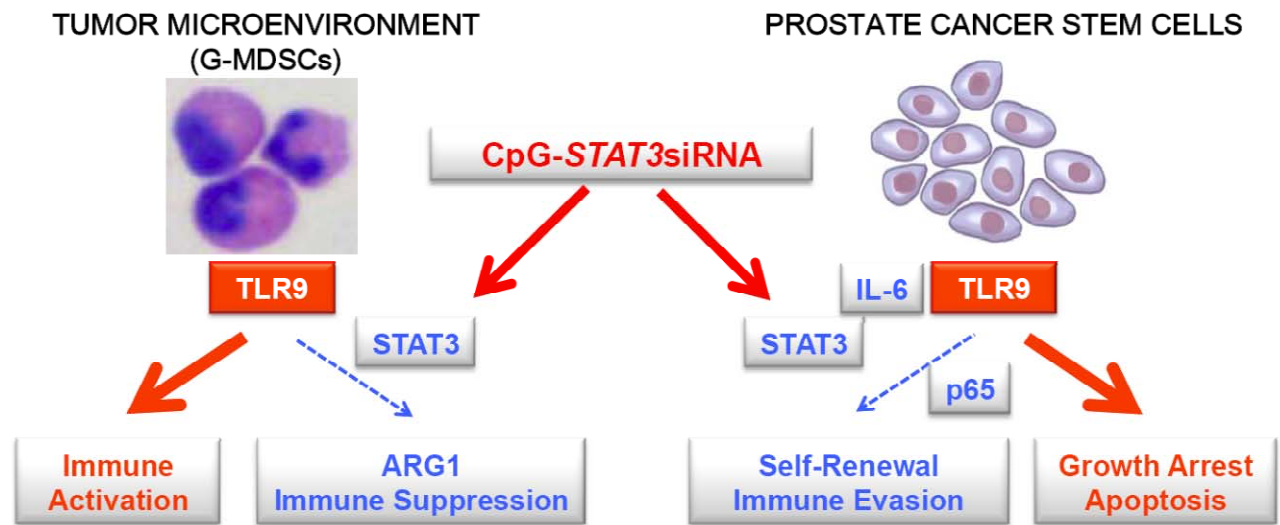 TUMOR MICROENVIRONMENT
(G-MDSCs)
PROSTATE CANCER STEM CELLS
CpG-STAT3siRNA
TLR9
STAT3
IL-6
TLR9
STAT3
p65
Immune
Activation
ARG1
Immune Suppression
Self-Renewal
Immune Evasion
Growth Arrest
Apoptosis